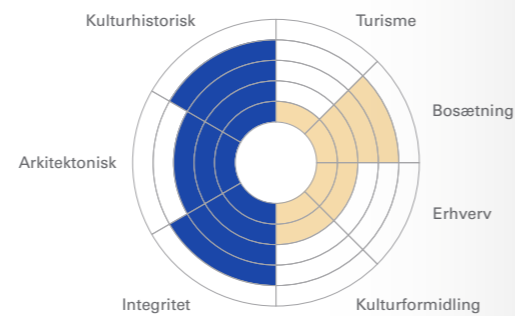 Kulturhistorisk
Turisme
Bosætning
Arkitektonisk
Erhverv
Integritet
Kulturformidling